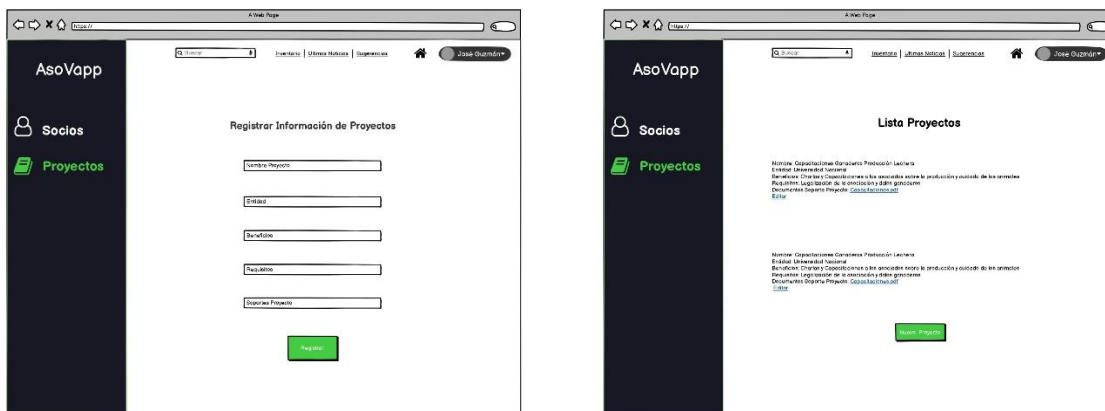 A Web Page
https://
Buscar
Inventario | Ultimas Noticias | Sugerencias
José Guzmán
AsoVapp
Socios
Proyectos
Registrar Información de Proyectos
Nombre Proyecto
Entidad
Beneficios
Requisitos
Soportes Proyecto
Registrar
A Web Page
https://
Buscar
Inventario | Ultimas Noticias | Sugerencias
José Guzmán
AsoVapp
Socios
Proyectos
Lista Proyectos
Nombre: Capacitaciones Ganaderos Producción Lechera
Entidad: Universidad Nacional
Beneficios: Charlas y Capacitaciones a los asociados sobre la producción y cuidado de los animales
Requisitos: Legalización de la asociación y datos ganaderos
Documentos Soporte Proyecto: Capacitaciones.pdf
Editar
Nombre: Capacitaciones Ganaderos Producción Lechera
Entidad: Universidad Nacional
Beneficios: Charlas y Capacitaciones a los asociados sobre la producción y cuidado de los animales
Requisitos: Legalización de la asociación y datos ganaderos
Documentos Soporte Proyecto: Capacitaciones.pdf
Editar
Nuevo Proyecto